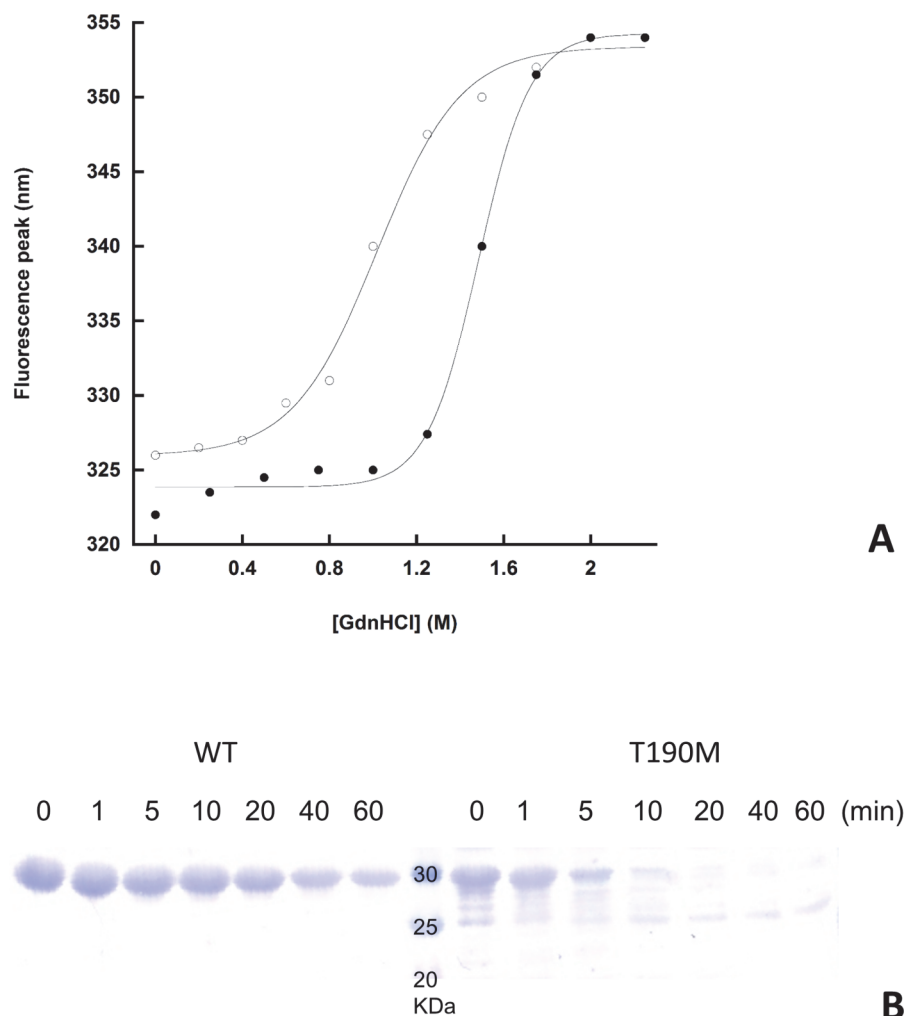 355
350
345
340
335
330
325
320
Fluorescence peak (nm)
0 0.4 0.8 1.2 1.6 2
[GdnHCl] (M)
A
WT T190M
0 1 5 10 20 40 60 0 1 5 10 20 40 60 (min)
30
25
20
KDa
B